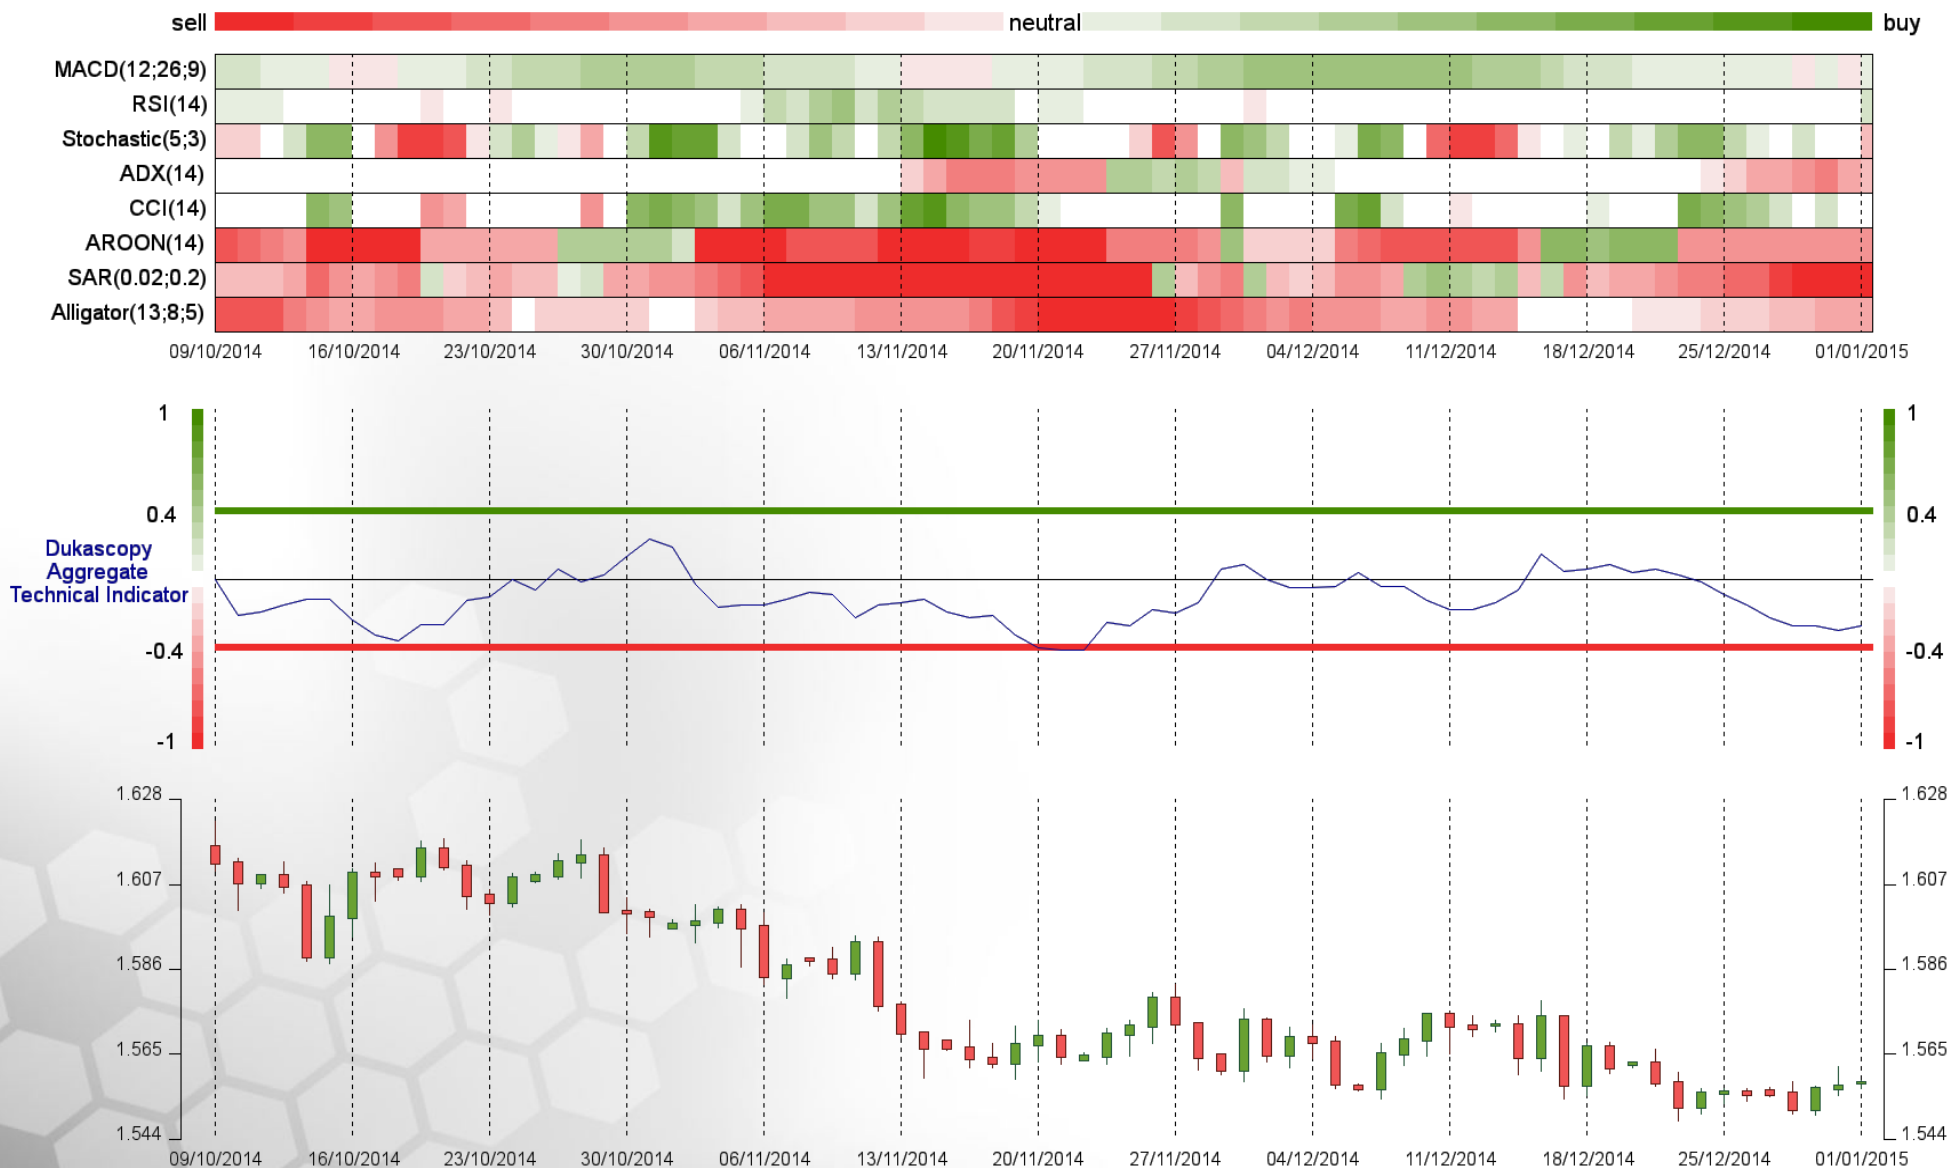 sell neutral buy
MACD(12;26;9)
RSI(14)
Stochastic(5;3)
ADX(14)
CCI(14)
AROON(14)
SAR(0.02;0.2)
Alligator(13;8;5)
09/10/2014 16/10/2014 23/10/2014 30/10/2014 06/11/2014 13/11/2014 20/11/2014 27/11/2014 04/12/2014 11/12/2014 18/12/2014 25/12/2014 01/01/2015
1 1
0.4 0.4
Dukascopy
Aggregate
Technical Indicator
-0.4 -0.4
-1 -1
1.628 1.628
1.607 1.607
1.586 1.586
1.565 1.565
1.544 1.544
09/10/2014 16/10/2014 23/10/2014 30/10/2014 06/11/2014 13/11/2014 20/11/2014 27/11/2014 04/12/2014 11/12/2014 18/12/2014 25/12/2014 01/01/2015